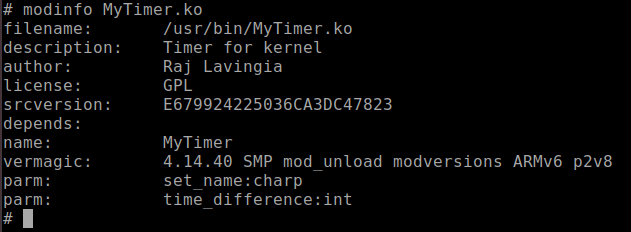 # modinfo MyTimer.ko
filename:       /usr/bin/MyTimer.ko
description:    Timer for kernel
author:         Raj Lavingia
license:        GPL
srcversion:     E679924225036CA3DC47823
depends:
name:           MyTimer
vermagic:       4.14.40 SMP mod_unload modversions ARMv6 p2v8
parm:           set_name:charp
parm:           time_difference:int
#